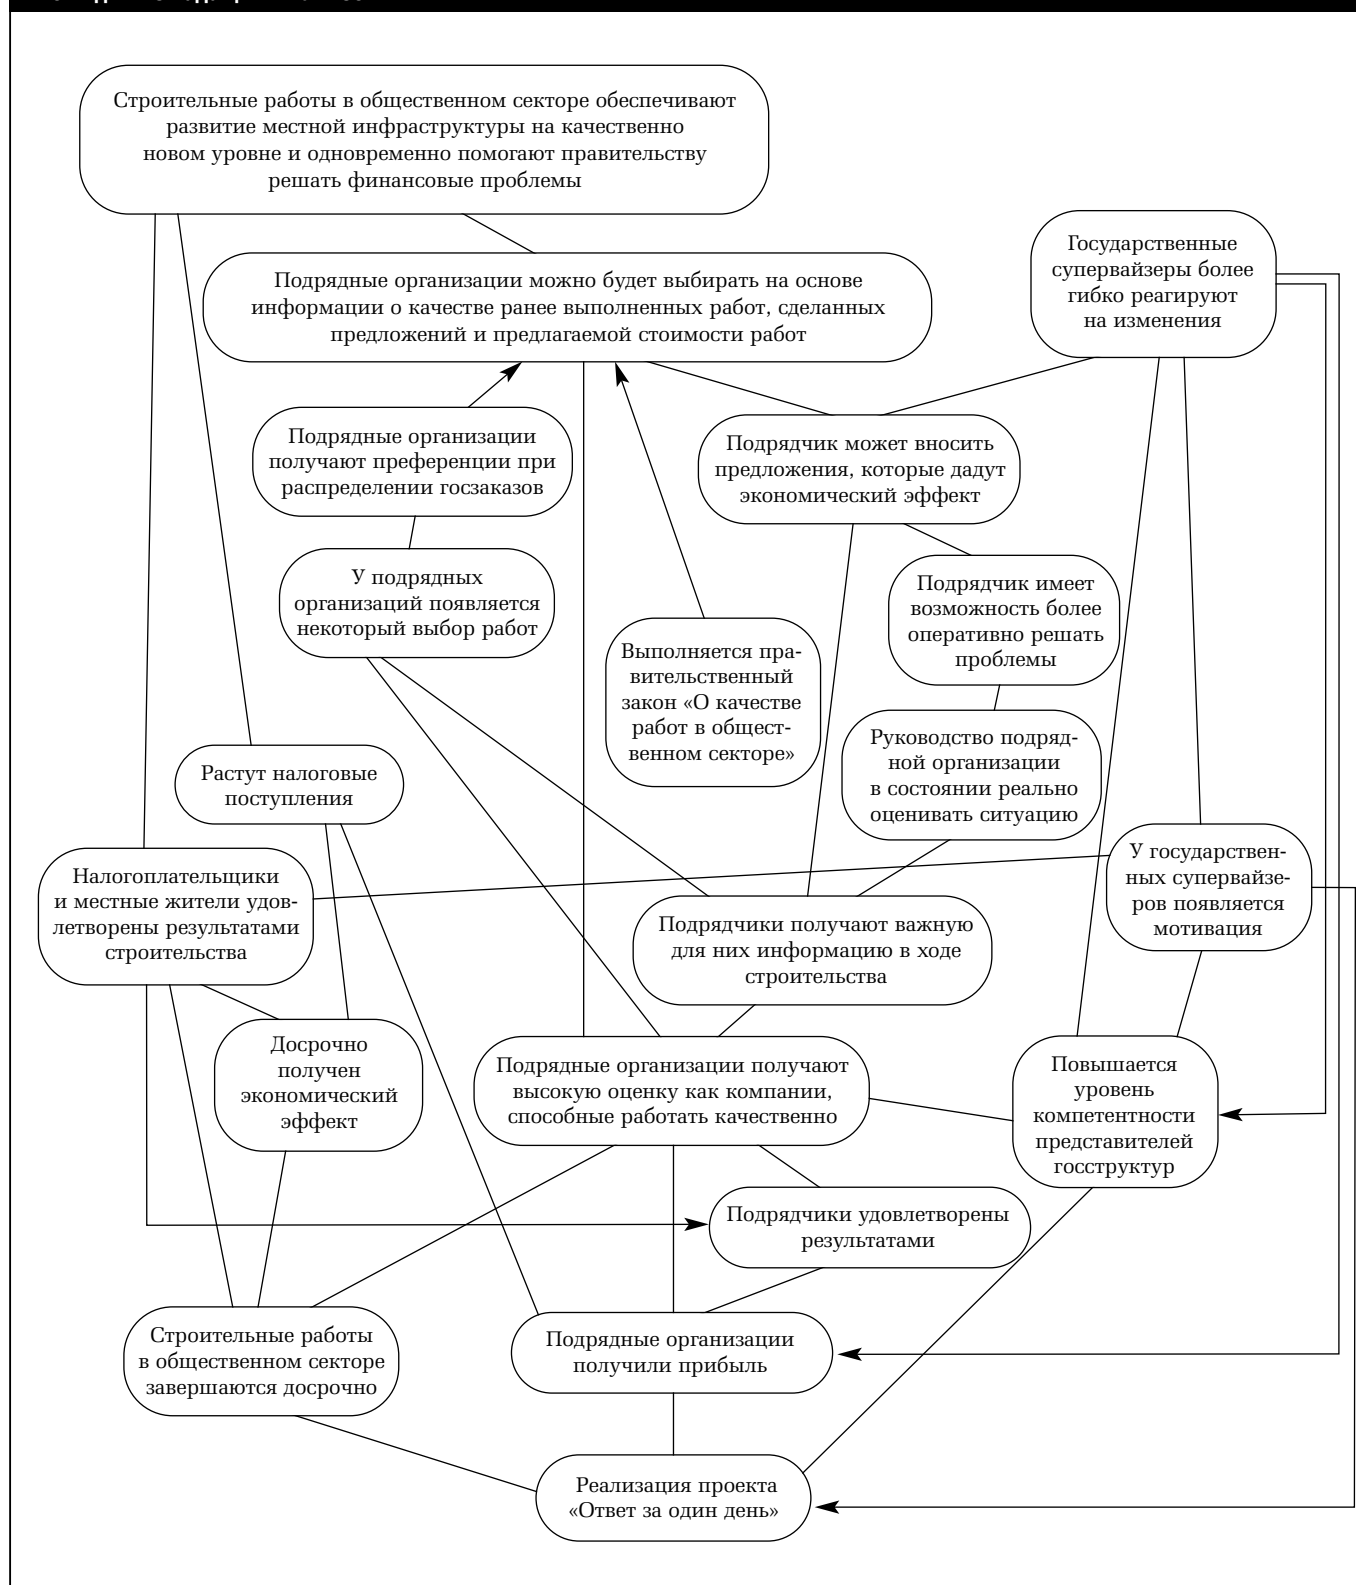 Строительные работы в общественном секторе обеспечивают
развитие местной инфраструктуры на качественно
новом уровне и одновременно помогают правительству
решать финансовые проблемы
Государственные
супервайзеры более
гибко реагируют
на изменения
Подрядные организации можно будет выбирать на основе
информации о качестве ранее выполненных работ, сделанных
предложений и предлагаемой стоимости работ
Подрядные организации
получают преференции при
распределении госзаказов
Подрядчик может вносить
предложения, которые дадут
экономический эффект
У подрядных
организаций появляется
некоторый выбор работ
Подрядчик имеет
возможность более
оперативно решать
проблемы
Выполняется пра-
вительственный
закон «О качестве
работ в общест-
венном секторе»
Руководство подряд-
ной организации
в состоянии реально
оценивать ситуацию
Растут налоговые
поступления
Налогоплательщики
и местные жители удов-
летворены результатами
строительства
У государствен-
ных супервайзе-
ров появляется
мотивация
Подрядчики получают важную
для них информацию в ходе
строительства
Досрочно
получен
экономический
эффект
Подрядные организации получают
высокую оценку как компании,
способные работать качественно
Повышается
уровень
компетентности
представителей
госструктур
Подрядчики удовлетворены
результатами
Строительные работы
в общественном секторе
завершаются досрочно
Подрядные организации
получили прибыль
Реализация проекта
«Ответ за один день»